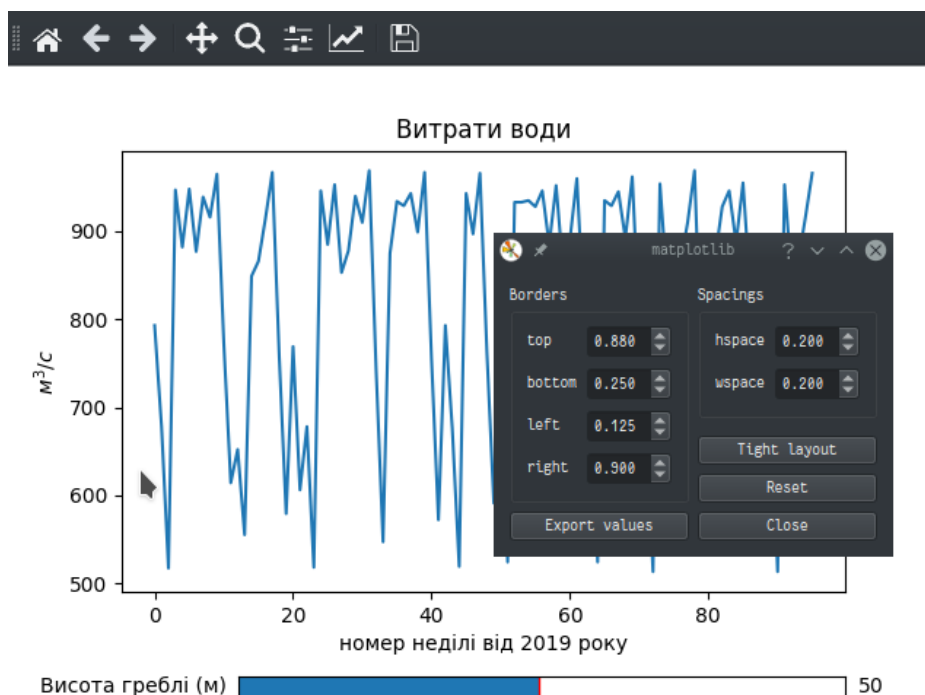 Витрати води
900
800
700
600
500
м³/с
0 20 40 60 80
номер неділі від 2019 року
Висота греблі (м) 50
matplotlib
Borders
top 0.880
bottom 0.250
left 0.125
right 0.900
Export values
Spacings
hspace 0.200
wspace 0.200
Tight layout
Reset
Close